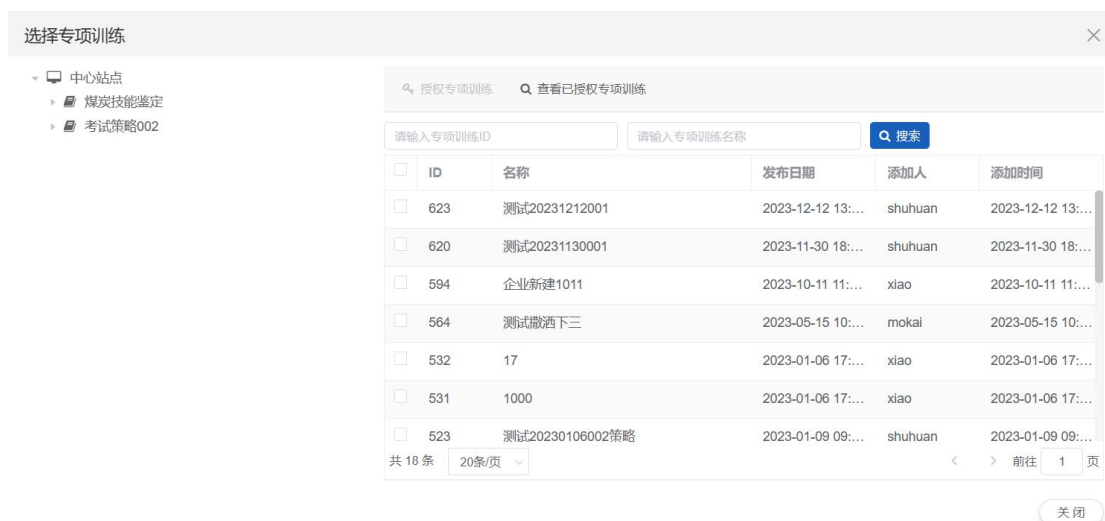 选择专项训练
中心站点
煤炭技能鉴定
考试策略002
授权专项训练 查看已授权专项训练
请输入专项训练ID 请输入专项训练名称 搜索
ID 名称 发布日期 添加人 添加时间
623 测试20231212001 2023-12-12 13:... shuhuan 2023-12-12 13:...
620 测试20231130001 2023-11-30 18:... shuhuan 2023-11-30 18:...
594 企业新建1011 2023-10-11 11:... xiao 2023-10-11 11:...
564 测试撒洒下三 2023-05-15 10:... mokai 2023-05-15 10:...
532 17 2023-01-06 17:... xiao 2023-01-06 17:...
531 1000 2023-01-06 17:... xiao 2023-01-06 17:...
523 测试20230106002策略 2023-01-09 09:... shuhuan 2023-01-09 09:...
共 18 条 20条/页 前往 1 页
关 闭